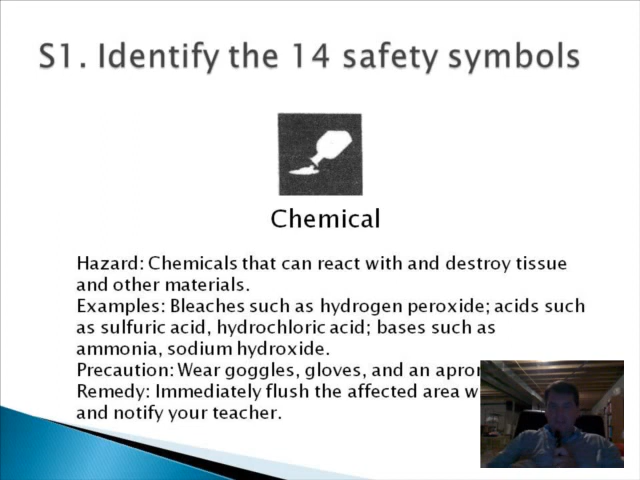 S1. Identify the 14 safety symbols
Chemical
Hazard: Chemicals that can react with and destroy tissue
and other materials.
Examples: Bleaches such as hydrogen peroxide; acids such
as sulfuric acid, hydrochloric acid; bases such as
ammonia, sodium hydroxide.
Precaution: Wear goggles, gloves, and an
Remedy: Immediately flush the affected area
and notify your teacher.